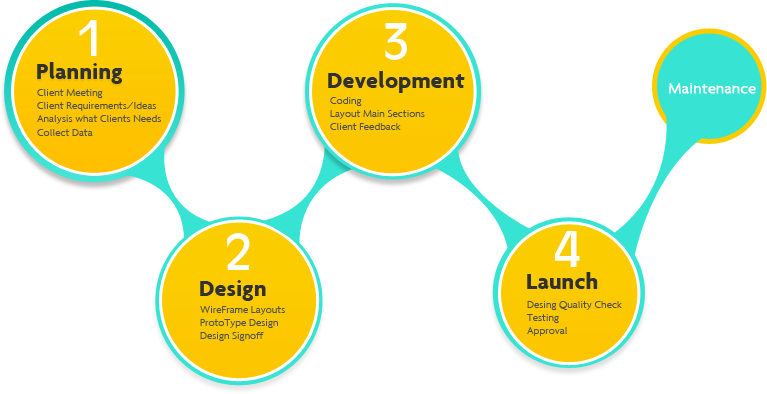 1
Planning
Client Meeting
Client Requirements/Ideas
Analysis what Clients Needs
Collect Data
2
Design
WireFrame Layouts
ProtoType Design
Design Signoff
3
Development
Coding
Layout Main Sections
Client Feedback
4
Launch
Desing Quality Check
Testing
Approval
Maintenance